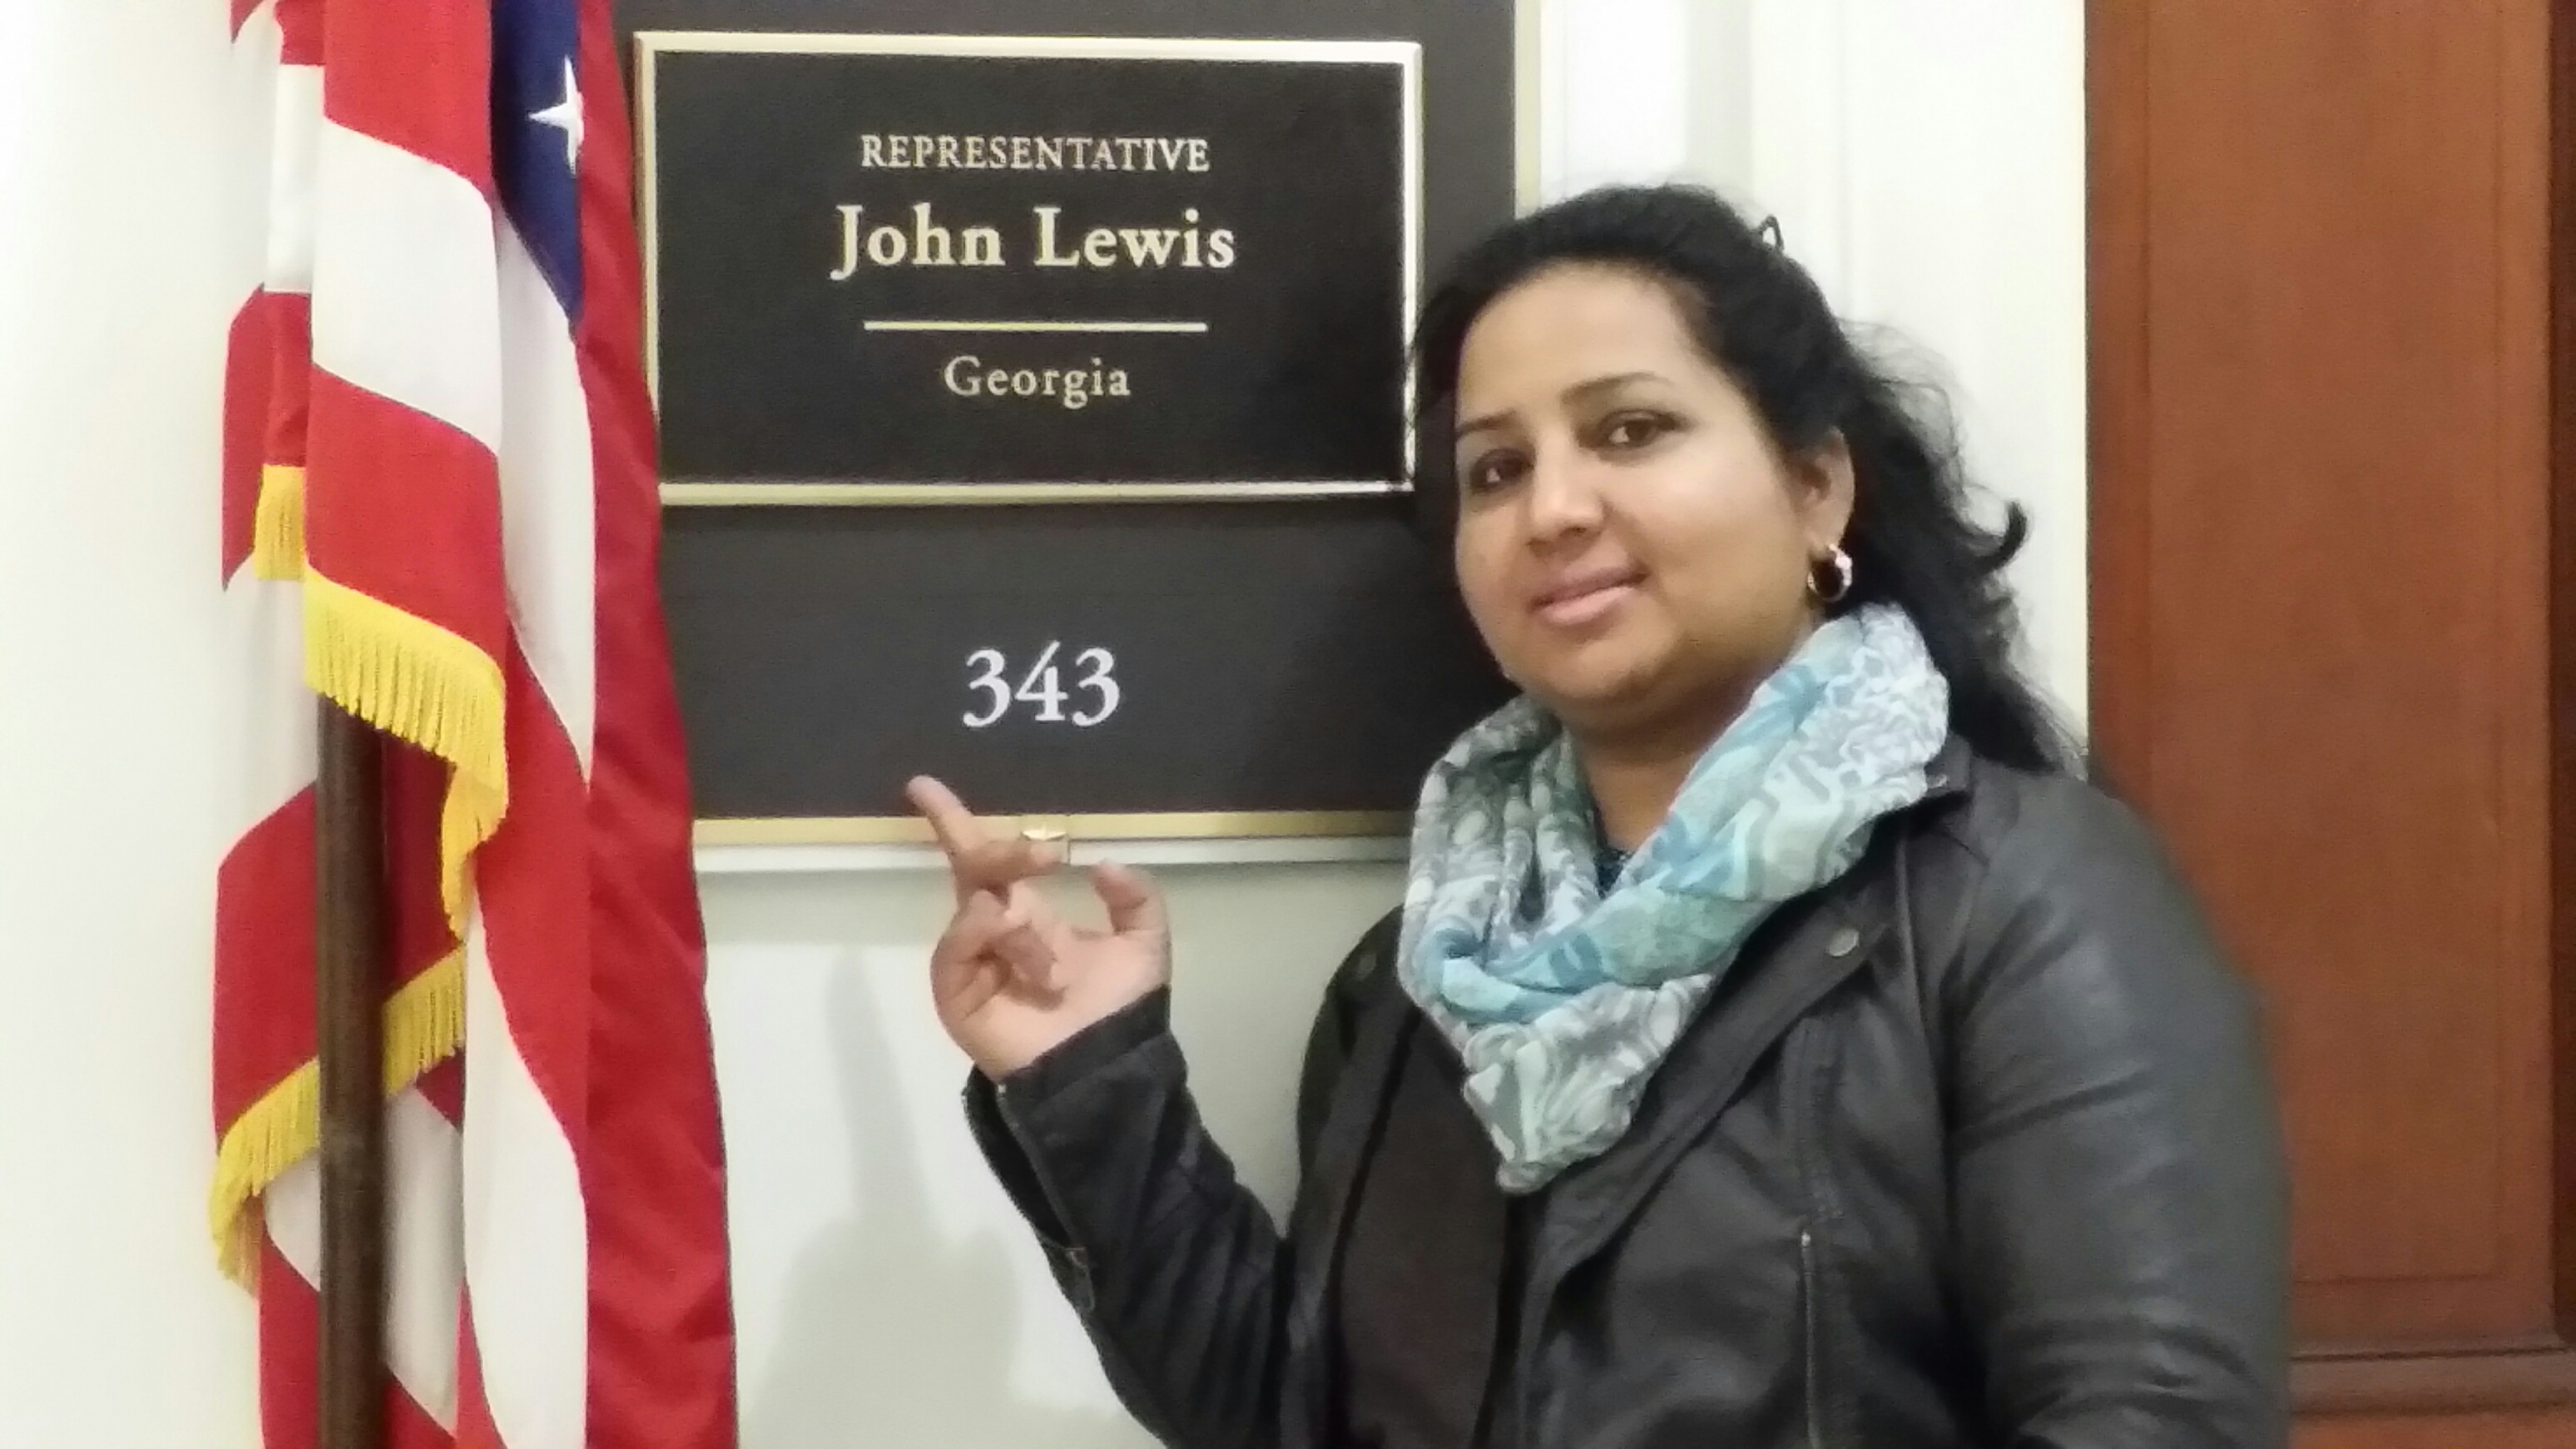 REPRESENTATIVE
John Lewis
Georgia
343